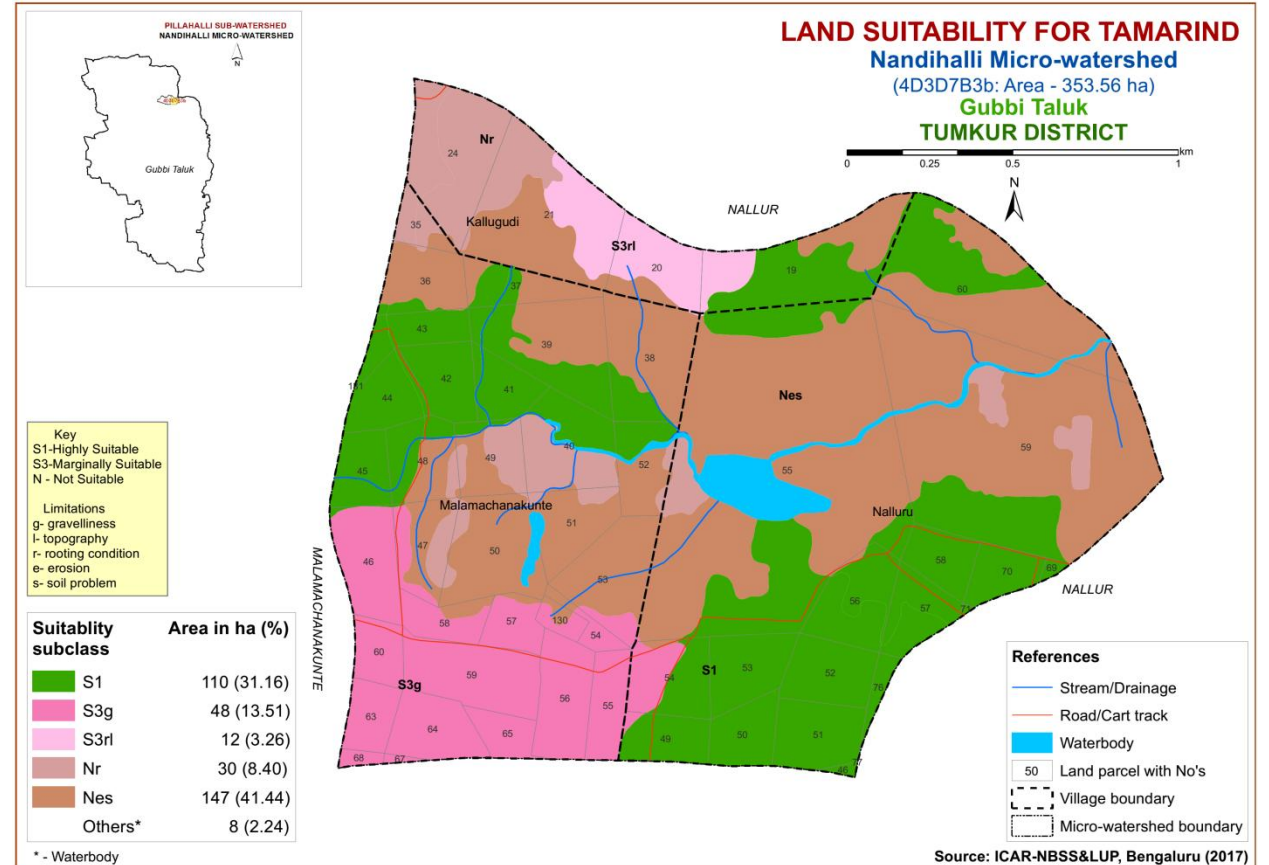 PILLAHALLI SUB-WATERSHED
NANDIHALLI MICRO-WATERSHED
N
Gubbi Taluk
LAND SUITABILITY FOR TAMARIND
Nandihalli Micro-watershed
(4D3D7B3b: Area - 353.56 ha)
Gubbi Taluk
TUMKUR DISTRICT
0 0.25 0.5 1 km
N
Nr
24
35
Kallugudi
21
S3rl
20
NALLUR
19
60
36
37
43
39
38
42
41
44
45
Nes
48
49
40
52
55
59
Malamachanakunte
51
50
47
Nalluru
46
53
58
57
130
54
58
70
69
56
57
71
NALLUR
MALAMACHANAKUNTE
60
59
S3g
56
55
54
S1
53
52
76
63
64
65
49
50
51
68
67
46
77
Key
S1-Highly Suitable
S3-Marginally Suitable
N - Not Suitable
Limitations
g- gravelliness
l- topography
r- rooting condition
e- erosion
s- soil problem
Suitablity subclass Area in ha (%)
S1 110 (31.16)
S3g 48 (13.51)
S3rl 12 (3.26)
Nr 30 (8.40)
Nes 147 (41.44)
Others* 8 (2.24)
* - Waterbody
References
Stream/Drainage
Road/Cart track
Waterbody
50 Land parcel with No's
Village boundary
Micro-watershed boundary
Source: ICAR-NBSS&LUP, Bengaluru (2017)